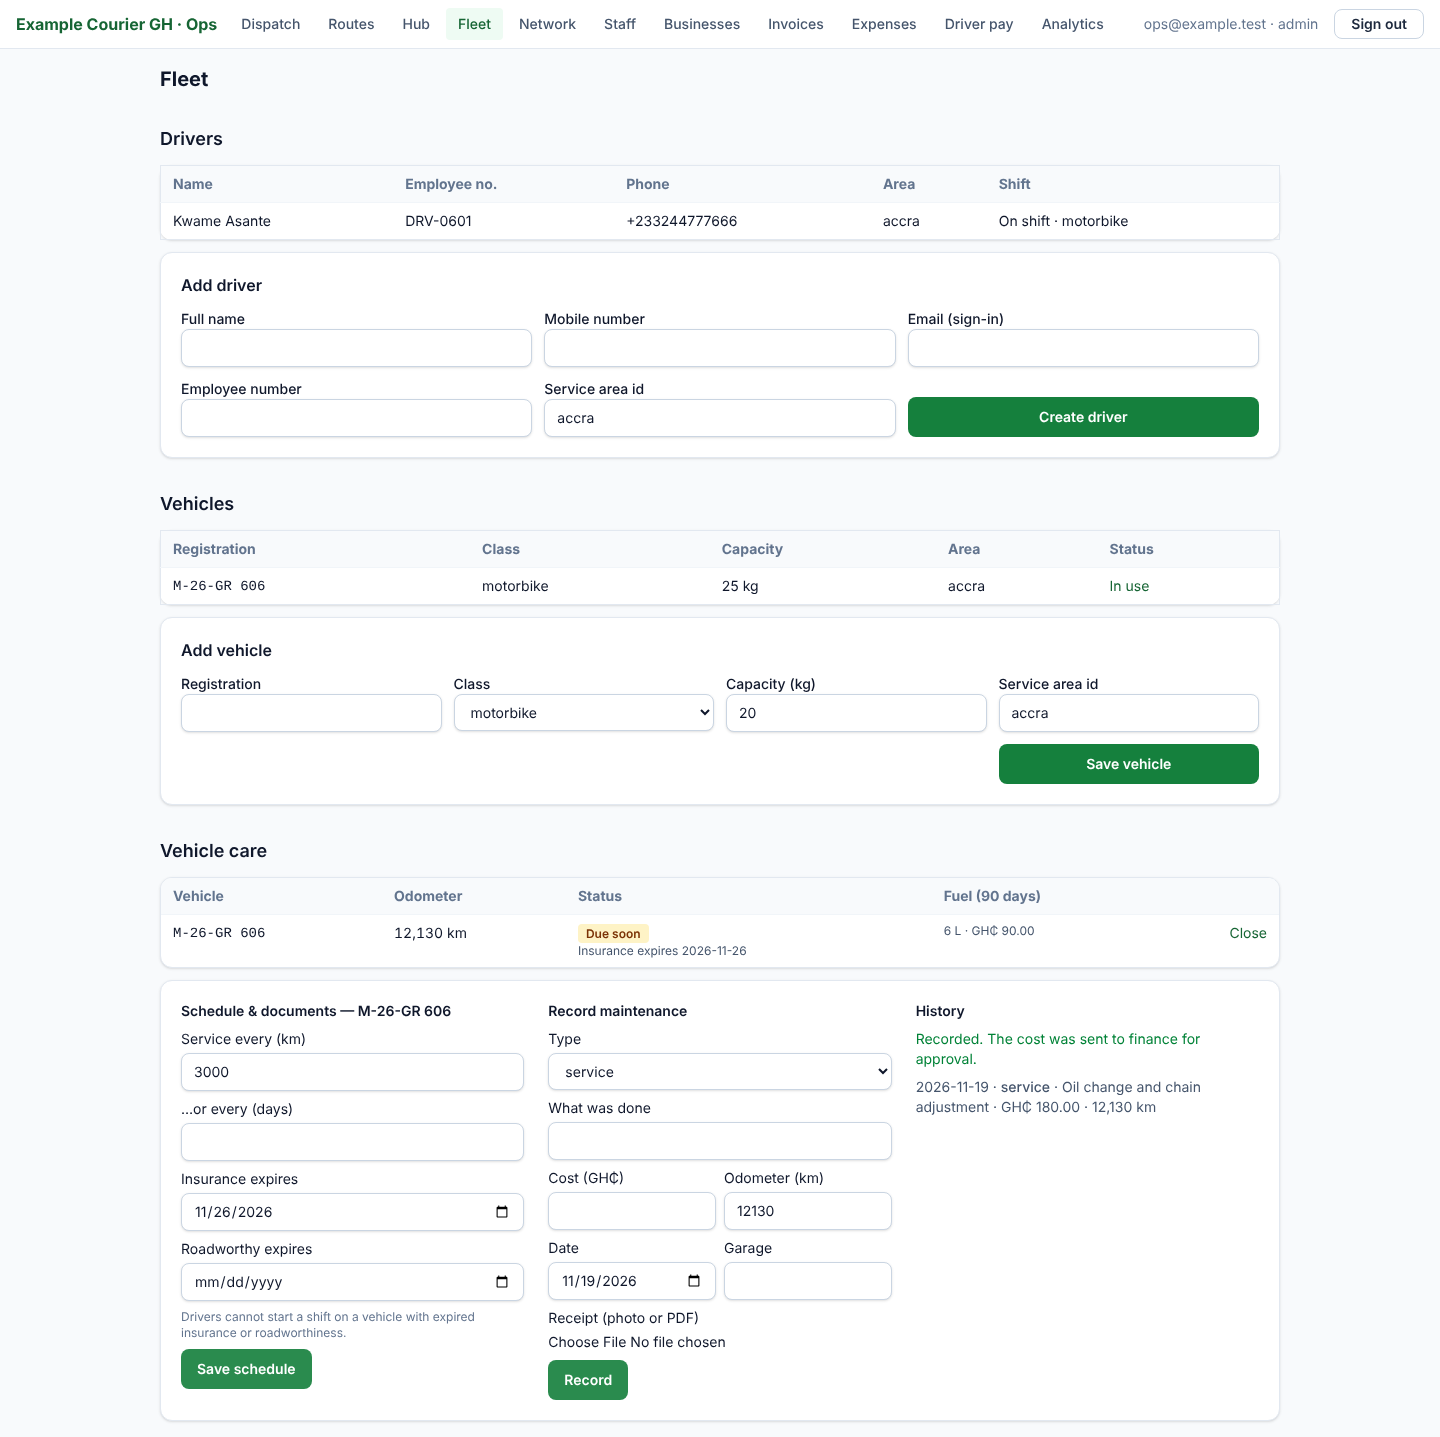 Example Courier GH · Ops Dispatch Routes Hub Fleet Network Staff Businesses Invoices Expenses Driver pay Analytics ops@example.test · admin Sign out
Fleet
Drivers
Name Employee no. Phone Area Shift
Kwame Asante DRV-0601 +233244777666 accra On shift · motorbike
Add driver
Full name Mobile number Email (sign-in)
Employee number Service area id
accra Create driver
Vehicles
Registration Class Capacity Area Status
M-26-GR 606 motorbike 25 kg accra In use
Add vehicle
Registration Class Capacity (kg) Service area id
motorbike 20 accra
Save vehicle
Vehicle care
Vehicle Odometer Status Fuel (90 days)
M-26-GR 606 12,130 km Due soon 6 L · GH₵ 90.00 Close
Insurance expires 2026-11-26
Schedule & documents — M-26-GR 606
Service every (km)
3000
...or every (days)
Insurance expires
11/26/2026
Roadworthy expires
mm/dd/yyyy
Drivers cannot start a shift on a vehicle with expired
insurance or roadworthiness.
Save schedule
Record maintenance
Type
service
What was done
Cost (GH₵) Odometer (km)
12130
Date Garage
11/19/2026
Receipt (photo or PDF)
Choose File No file chosen
Record
History
Recorded. The cost was sent to finance for
approval.
2026-11-19 · service · Oil change and chain
adjustment · GH₵ 180.00 · 12,130 km